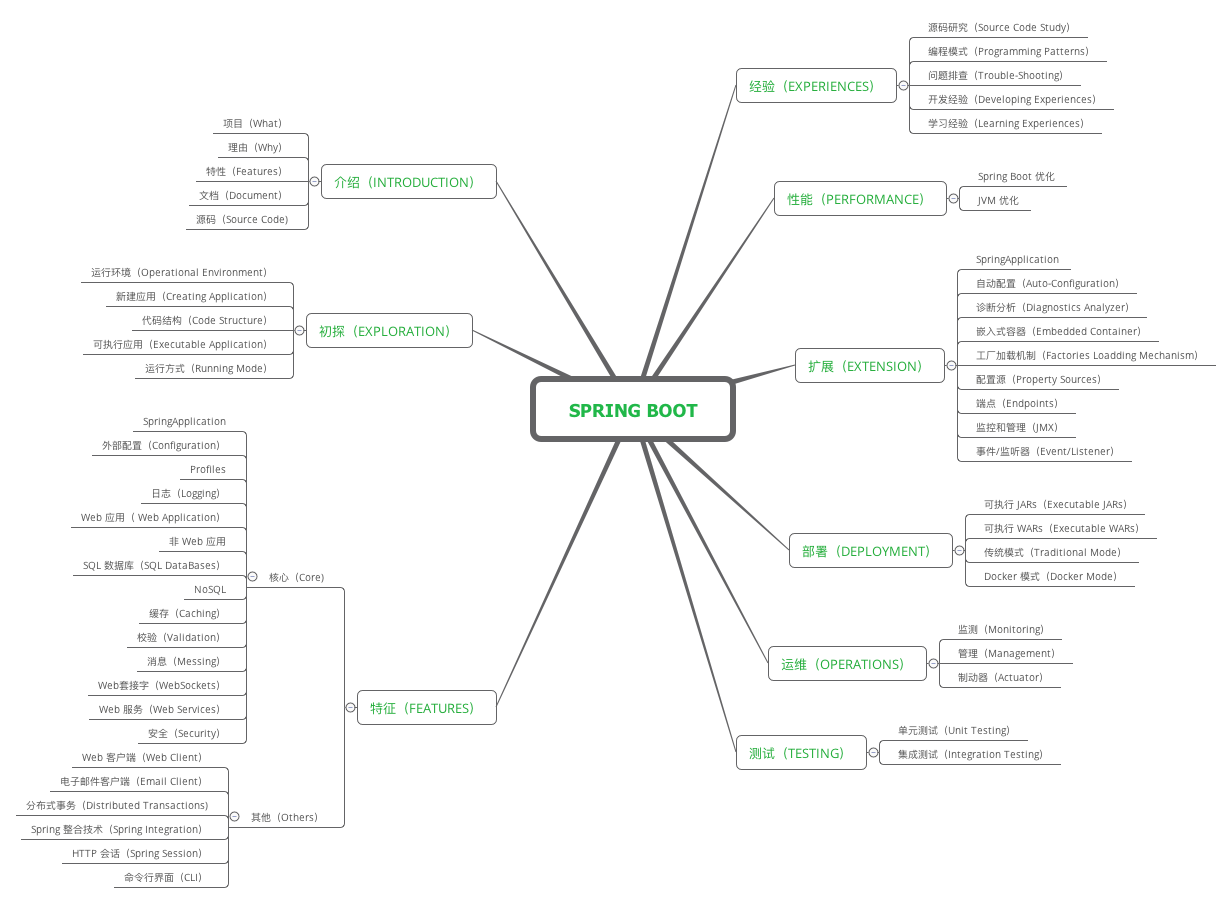 SPRING BOOT
介绍（INTRODUCTION）
项目（What）
理由（Why）
特性（Features）
文档（Document）
源码（Source Code）
初探（EXPLORATION）
运行环境（Operational Environment）
新建应用（Creating Application）
代码结构（Code Structure）
可执行应用（Executable Application）
运行方式（Running Mode）
特征（FEATURES）
核心（Core）
SpringApplication
外部配置（Configuration）
Profiles
日志（Logging）
Web 应用（ Web Application）
非 Web 应用
SQL 数据库（SQL DataBases）
NoSQL
缓存（Caching）
校验（Validation）
消息（Messing）
Web套接字（WebSockets）
Web 服务（Web Services）
安全（Security）
其他（Others）
Web 客户端（Web Client）
电子邮件客户端（Email Client）
分布式事务（Distributed Transactions）
Spring 整合技术（Spring Integration）
HTTP 会话（Spring Session）
命令行界面（CLI）
经验（EXPERIENCES）
源码研究（Source Code Study）
编程模式（Programming Patterns）
问题排查（Trouble-Shooting）
开发经验（Developing Experiences）
学习经验（Learning Experiences）
性能（PERFORMANCE）
Spring Boot 优化
JVM 优化
扩展（EXTENSION）
SpringApplication
自动配置（Auto-Configuration）
诊断分析（Diagnostics Analyzer）
嵌入式容器（Embedded Container）
工厂加载机制（Factories Loadding Mechanism）
配置源（Property Sources）
端点（Endpoints）
监控和管理（JMX）
事件/监听器（Event/Listener）
部署（DEPLOYMENT）
可执行 JARs（Executable JARs）
可执行 WARs（Executable WARs）
传统模式（Traditional Mode）
Docker 模式（Docker Mode）
运维（OPERATIONS）
监测（Monitoring）
管理（Management）
制动器（Actuator）
测试（TESTING）
单元测试（Unit Testing）
集成测试（Integration Testing）